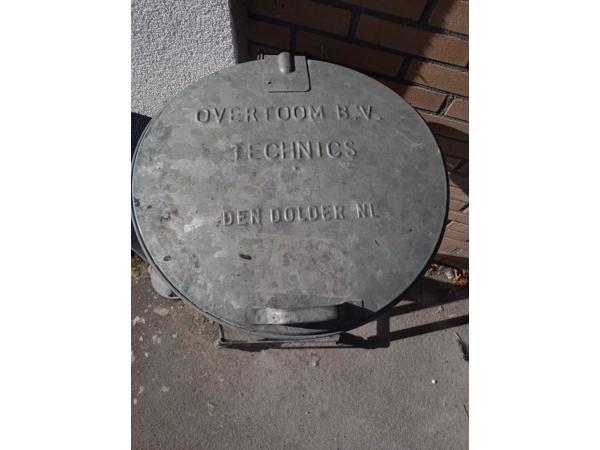 OVERTOOM B.V.
TECHNICS
DEN DOLDER NL